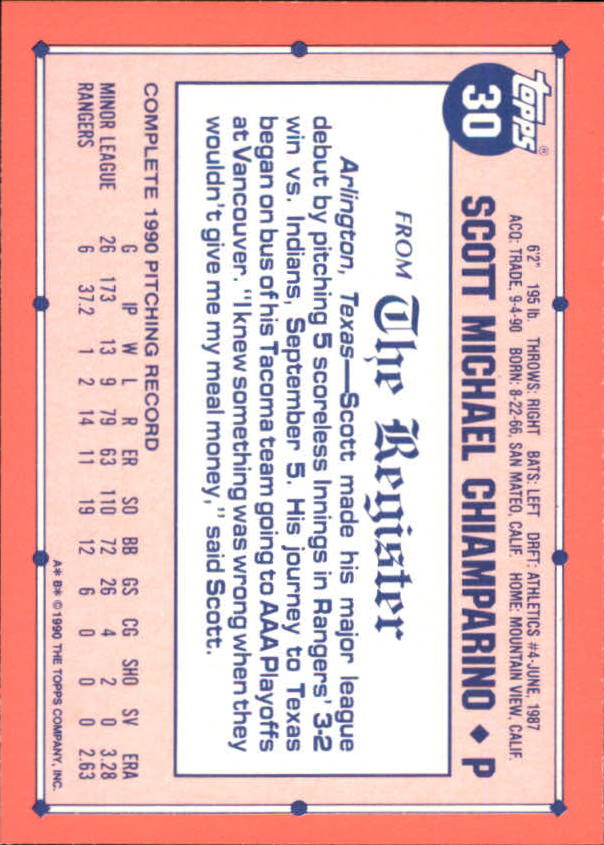 topps®
30
6'2" 195 lb. THROWS: RIGHT BATS: LEFT DRFT: ATHLETICS #4-JUNE, 1987
ACQ: TRADE, 9-4-90 BORN: 8-22-66, SAN MATEO, CALIF. HOME: MOUNTAIN VIEW, CALIF.
SCOTT MICHAEL CHIAMPARINO ◆ P
FROM The Register
Arlington, Texas—Scott made his major league
debut by pitching 5 scoreless Innings in Rangers' 3-2
win vs. Indians, September 5. His journey to Texas
began on bus of his Tacoma team going to AAA Playoffs
at Vancouver. "I knew something was wrong when they
wouldn't give me my meal money," said Scott.
COMPLETE 1990 PITCHING RECORD
G IP W L R ER SO BB GS CG SHO SV ERA
MINOR LEAGUE 26 173 13 9 79 63 110 72 26 4 2 0 3.28
RANGERS 6 37.2 1 2 14 11 19 12 6 0 0 0 2.63
A* B* © 1990 THE TOPPS COMPANY, INC.